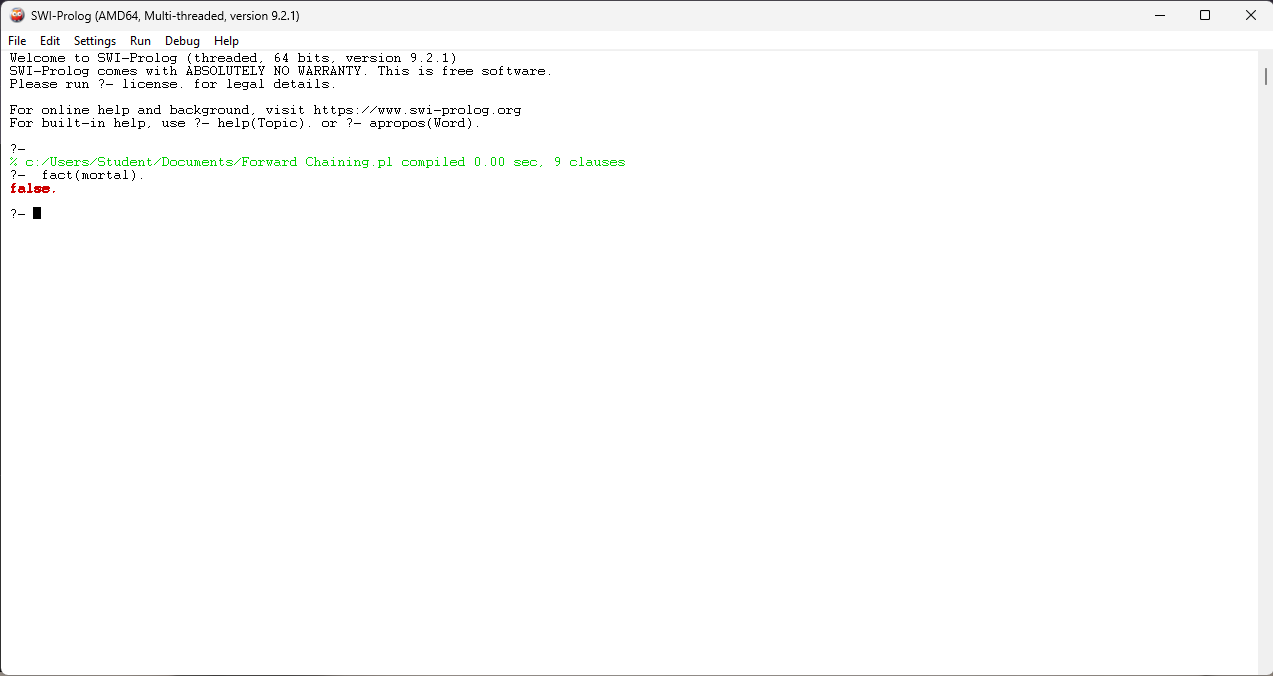 SWI-Prolog (AMD64, Multi-threaded, version 9.2.1)
File Edit Settings Run Debug Help
Welcome to SWI-Prolog (threaded, 64 bits, version 9.2.1)
SWI-Prolog comes with ABSOLUTELY NO WARRANTY. This is free software.
Please run ?- license. for legal details.
For online help and background, visit https://www.swi-prolog.org
For built-in help, use ?- help(Topic). or ?- apropos(Word).
?-
% c:/Users/Student/Documents/Forward Chaining.pl compiled 0.00 sec, 9 clauses
?-  fact(mortal).
false.
?-